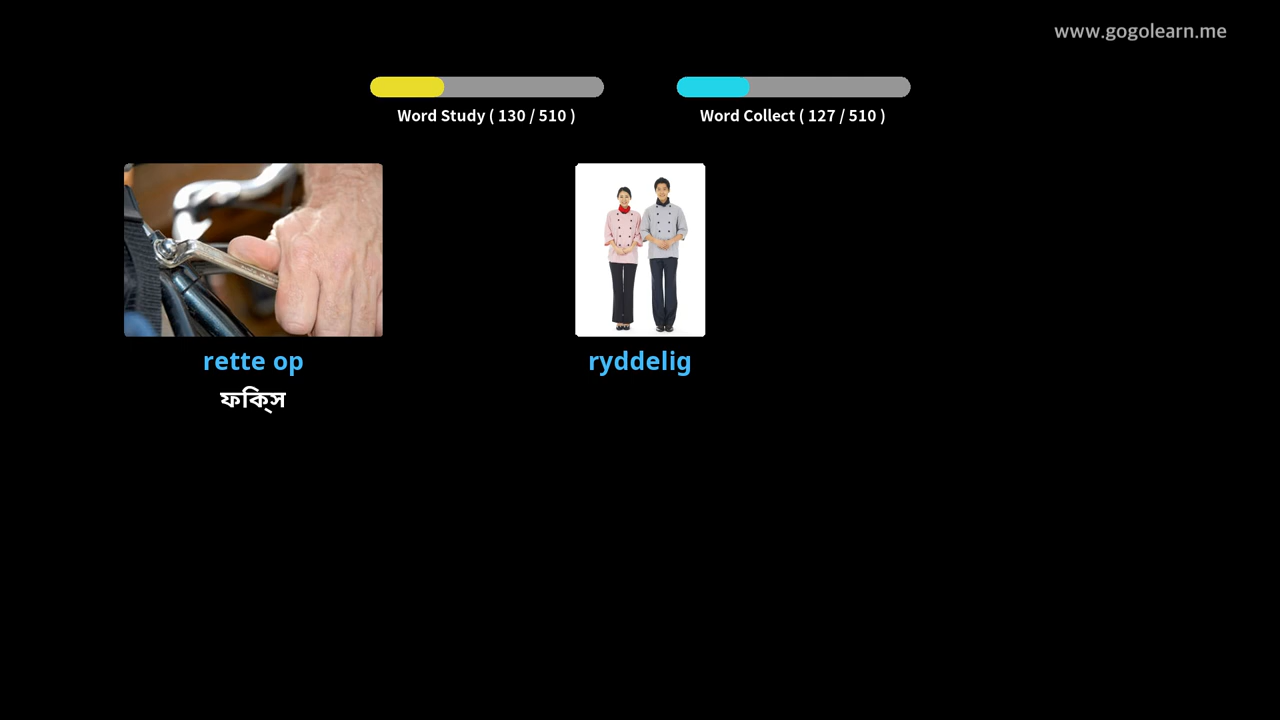 www.gogolearn.me
Word Study ( 130 / 510 )
Word Collect ( 127 / 510 )
rette op
ryddelig
ফিক্স